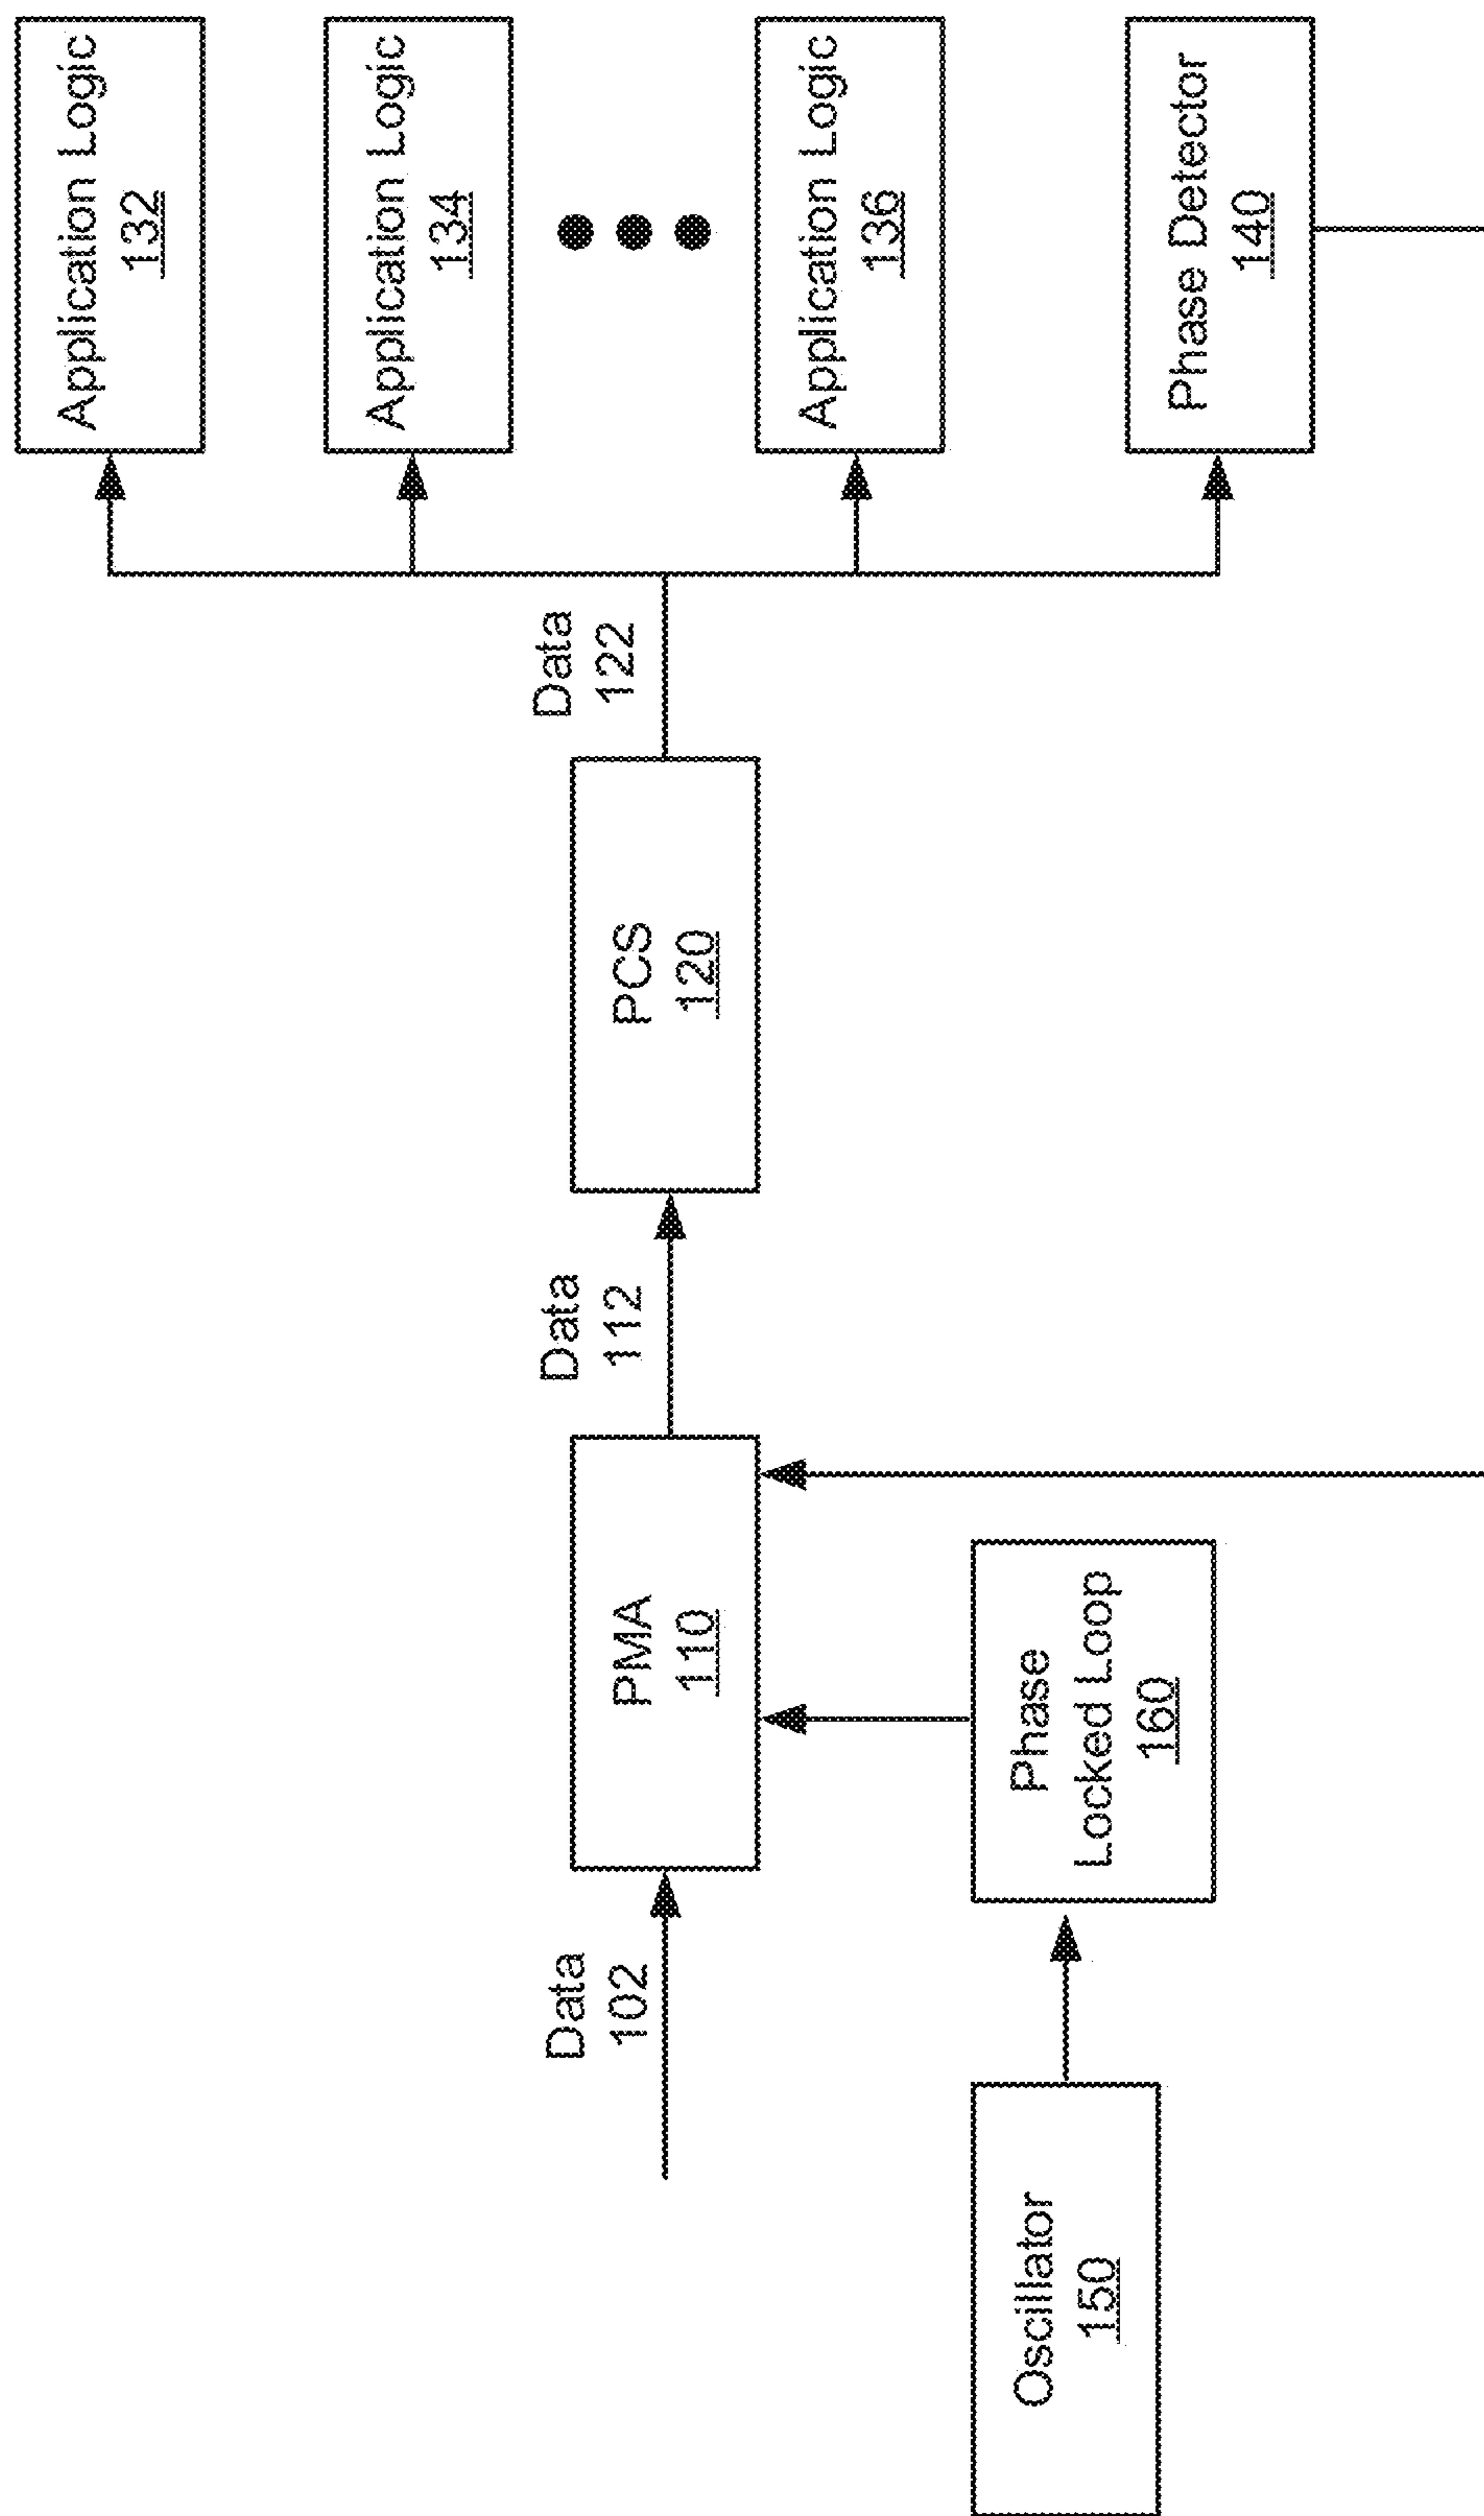 Application Logic
132
Application Logic
134
Application Logic
136
Phase Detector
140
Data
122
PCS
120
Data
112
PMA
110
Phase
Locked Loop
160
Data
102
Oscillator
150